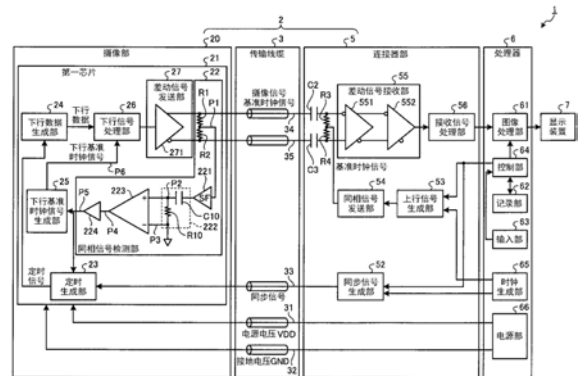 1
2
20
3
5
6
摄像部
传输线缆
连接器部
处理器
21
第一芯片
22
27
差动信号
发送部
R1
P1
R2
271
24
下行数据
生成部
下行
数据
26
下行信号
处理部
下行基准
时钟信号
P6
25
下行基准
时钟信号
生成部
P5
224
P4
223
P2
C10
R10
P3
222
221
SF
同相信号检测部
定时
信号
23
定时
生成部
摄像信号
基准时钟信号
34
35
33
同步信号
31
电源电压VDD
接地电压GND
32
C2
R3
C3
R4
55
差动信号接收部
551
552
基准时钟信号
56
接收信号
处理部
54
同相信号
发送部
53
上行信号
生成部
52
同步信号
生成部
61
图像
处理部
7
显示
装置
64
控制部
62
记录部
63
输入部
65
时钟
生成部
66
电源部